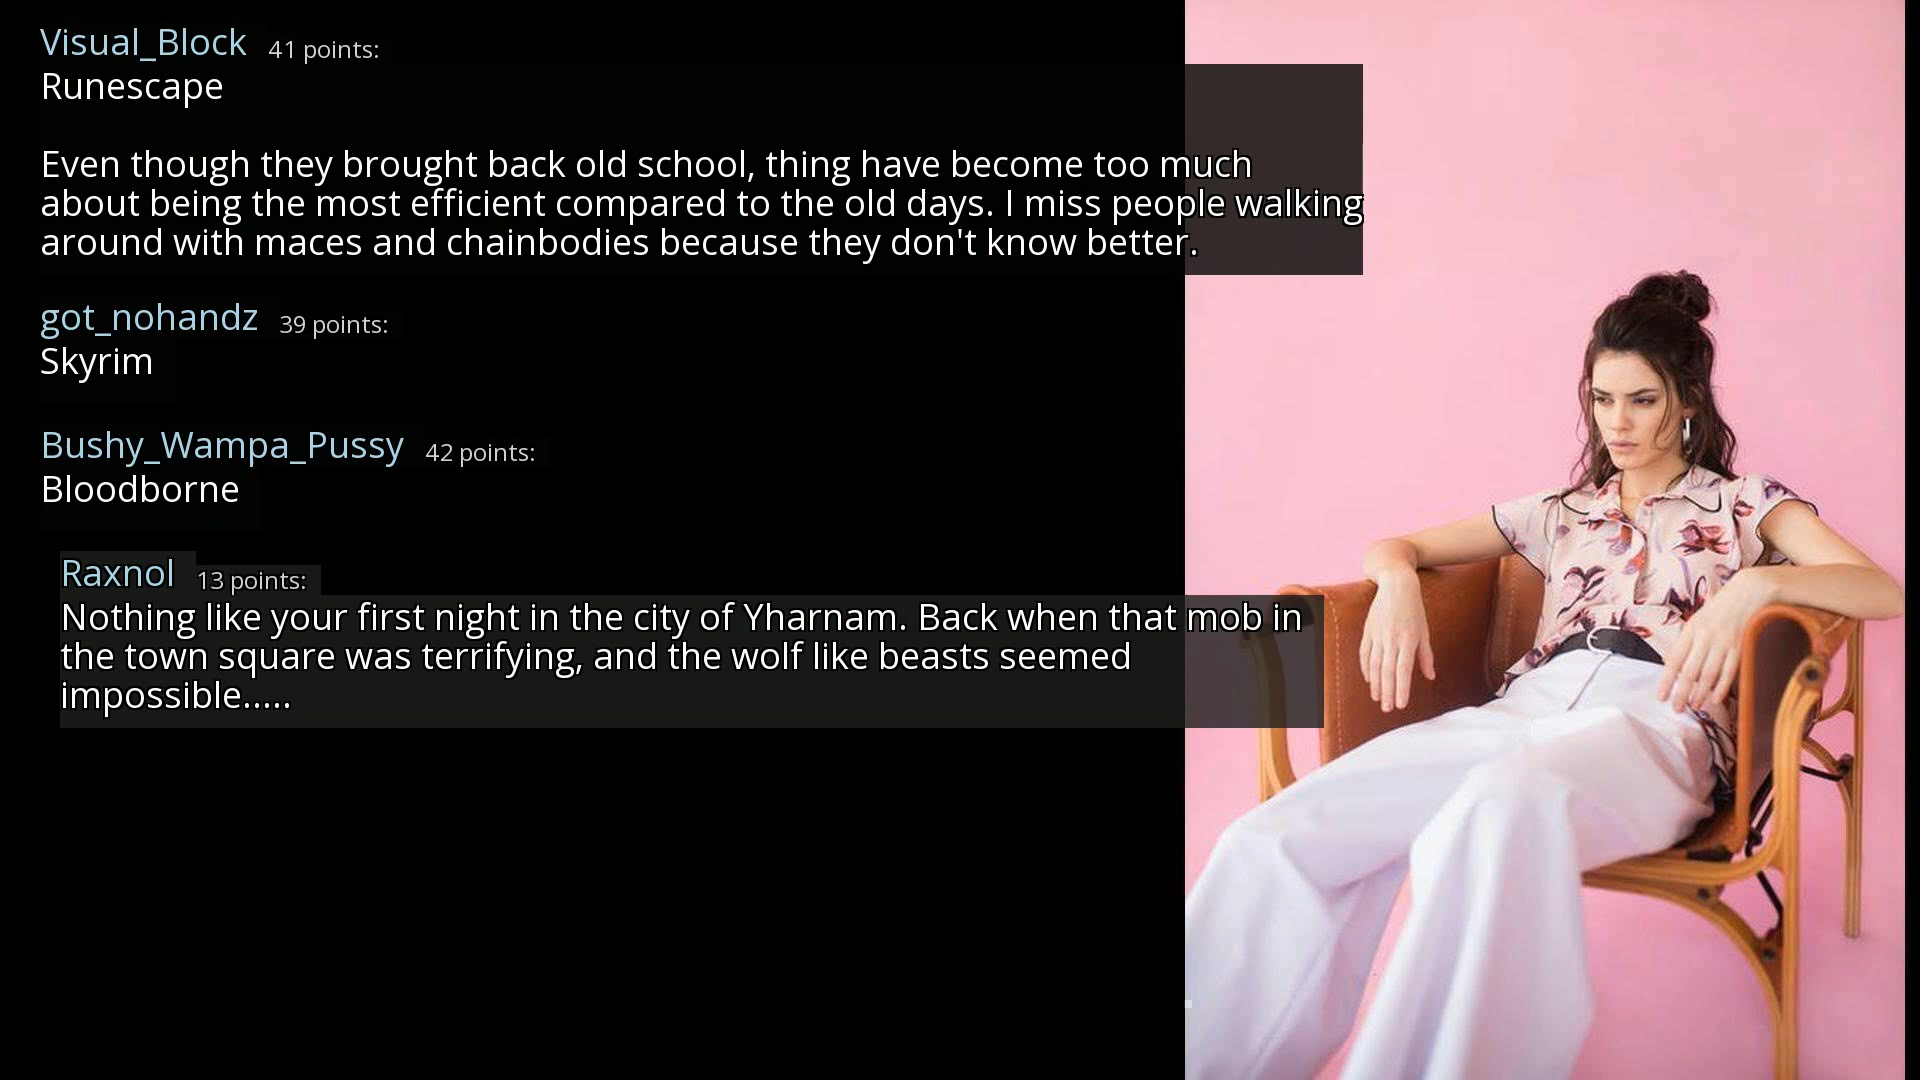 Visual_Block 41 points:
Runescape
Even though they brought back old school, thing have become too much
about being the most efficient compared to the old days. I miss people walking
around with maces and chainbodies because they don't know better.
got_nohandz 39 points:
Skyrim
Bushy_Wampa_Pussy 42 points:
Bloodborne
Raxnol 13 points:
Nothing like your first night in the city of Yharnam. Back when that mob in
the town square was terrifying, and the wolf like beasts seemed
impossible.....